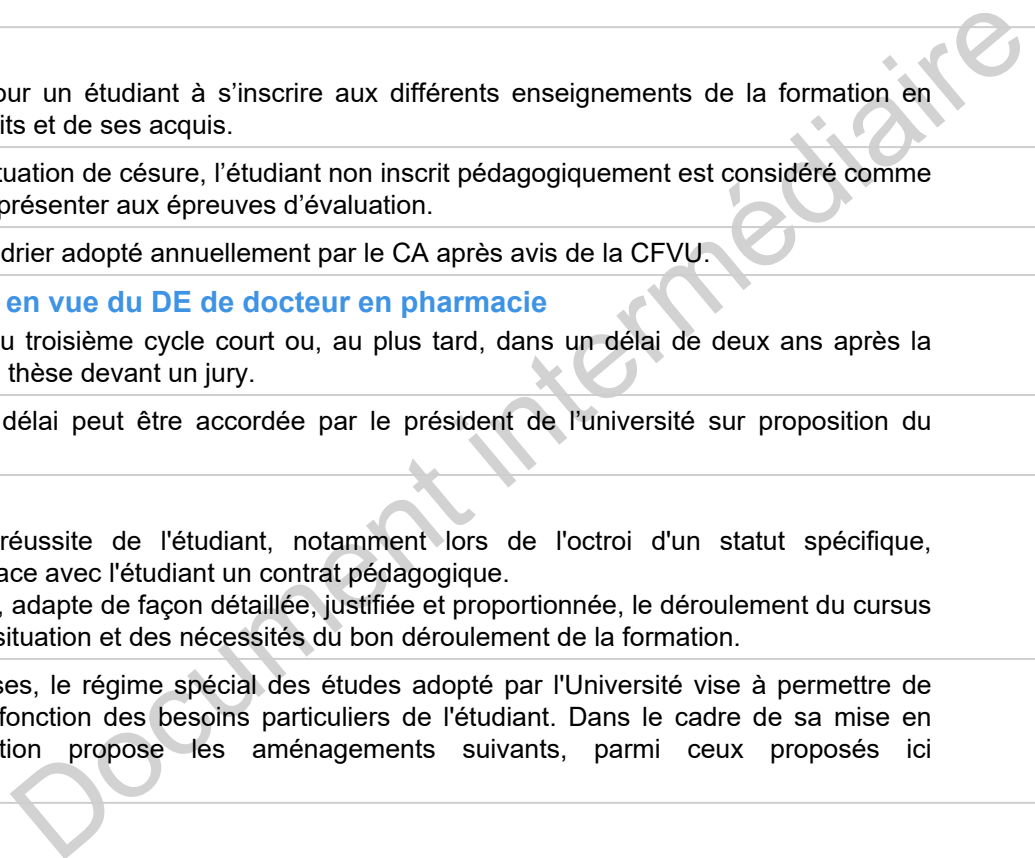 our un étudiant à s’inscrire aux différents enseignements de la formation en
its et de ses acquis.
tuation de césure, l’étudiant non inscrit pédagogiquement est considéré comme
présenter aux épreuves d’évaluation.
drier adopté annuellement par le CA après avis de la CFVU.
en vue du DE de docteur en pharmacie
u troisième cycle court ou, au plus tard, dans un délai de deux ans après la
thèse devant un jury.
délai peut être accordée par le président de l’université sur proposition du
réussite de l'étudiant, notamment lors de l'octroi d'un statut spécifique,
ace avec l'étudiant un contrat pédagogique.
, adapte de façon détaillée, justifiée et proportionnée, le déroulement du cursus
situation et des nécessités du bon déroulement de la formation.
ses, le régime spécial des études adopté par l'Université vise à permettre de
fonction des besoins particuliers de l'étudiant. Dans le cadre de sa mise en
tion propose les aménagements suivants, parmi ceux proposés ici
Document intermédiaire